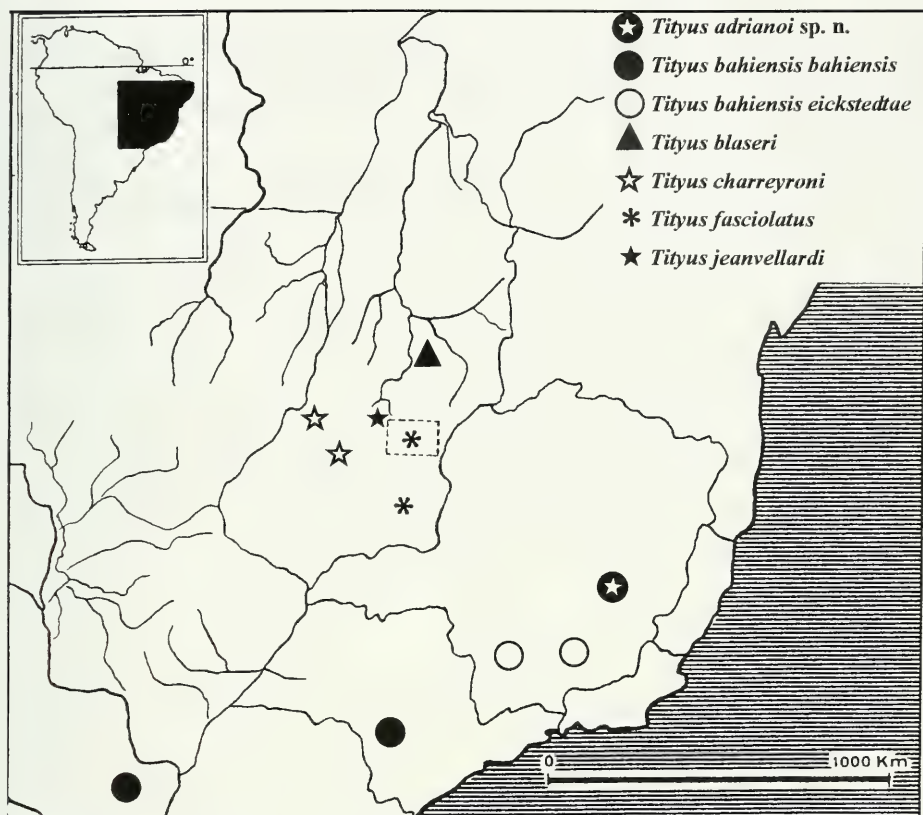 0°
Tityus adrianoi sp. n.
Tityus bahiensis bahiensis
Tityus bahiensis eickstedtae
Tityus blaseri
Tityus charreyroni
Tityus fasciolatus
Tityus jeanvellardi
0 1000 Km